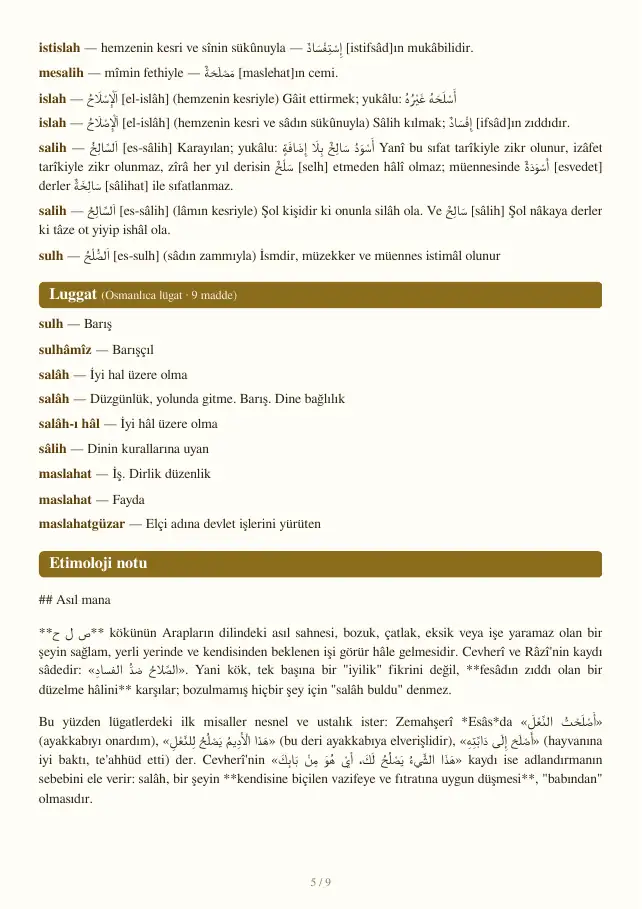 istislah — hemzenin kesri ve sînin sükûnuyla — إِسْتِفْسَادٌ [istifsâd]ın mukâbilidir.
mesalih — mîmin fethiyle — مَصْلَحَةٌ [maslehat]ın cemi.
islah — اَلْإِسْلَاحُ [el-islâh] (hemzenin kesriyle) Gâit ettirmek; yukâlu: أَسْلَحَهُ غَيْرُهُ
islah — اَلْإِصْلَاحُ [el-islâh] (hemzenin kesri ve sâdın sükûnuyla) Sâlih kılmak; إِفْسَادٌ [ifsâd]ın zıddıdır.
salih — اَلسَّالِخُ [es-sâlih] Karayılan; yukâlu: أَسْوَدُ سَالِخٌ بِلَا إِضَافَةٍ Yanî bu sıfat tarîkiyle zikr olunur, izâfet
tarîkiyle zikr olunmaz, zîrâ her yıl derisin سَلْخٌ [selh] etmeden hâlî olmaz; müennesinde أَسْوَدَةٌ [esvedet]
derler سَالِخَةٌ [sâlihat] ile sıfatlanmaz.
salih — اَلسَّالِحُ [es-sâlih] (lâmın kesriyle) Şol kişidir ki onunla silâh ola. Ve سَالِحٌ [sâlih] Şol nâkaya derler
ki tâze ot yiyip ishâl ola.
sulh — اَلصُّلْحُ [es-sulh] (sâdın zammıyla) İsmdir, müzekker ve müennes istimâl olunur
Luggat (Osmanlıca lügat · 9 madde)
sulh — Barış
sulhâmîz — Barışçıl
salâh — İyi hal üzere olma
salâh — Düzgünlük, yolunda gitme. Barış. Dine bağlılık
salâh-ı hâl — İyi hâl üzere olma
sâlih — Dinin kurallarına uyan
maslahat — İş. Dirlik düzenlik
maslahat — Fayda
maslahatgüzar — Elçi adına devlet işlerini yürüten
Etimoloji notu
## Asıl mana
**ص ل ح** kökünün Arapların dilindeki asıl sahnesi, bozuk, çatlak, eksik veya işe yaramaz olan bir
şeyin sağlam, yerli yerinde ve kendisinden beklenen işi görür hâle gelmesidir. Cevherî ve Râzî'nin kaydı
sâdedir: «الصَّلاحُ ضدُّ الفساد». Yani kök, tek başına bir "iyilik" fikrini değil, **fesâdın zıddı olan bir
düzelme hâlini** karşılar; bozulmamış hiçbir şey için "salâh buldu" denmez.
Bu yüzden lügatlerdeki ilk misaller nesnel ve ustalık ister: Zemahşerî *Esâs*da «أَصْلَحَتُ النَّعْلَ»
(ayakkabıyı onardım), «هَذَا الْأَدِيمُ يَصْلُحُ لِلنَّعْلِ» (bu deri ayakkabıya elverişlidir), «أَصْلَحَ إِلَى دَابَّتِهِ» (hayvanına
iyi baktı, te'ahhüd etti) der. Cevherî'nin «هَذَا الشَّيءُ يَصْلُحُ لَكَ، أيْ هُوَ مِنْ بَابِكَ» kaydı ise adlandırmanın
sebebini ele verir: salâh, bir şeyin **kendisine biçilen vazifeye ve fıtratına uygun düşmesi**, "babından"
olmasıdır.
5 / 9